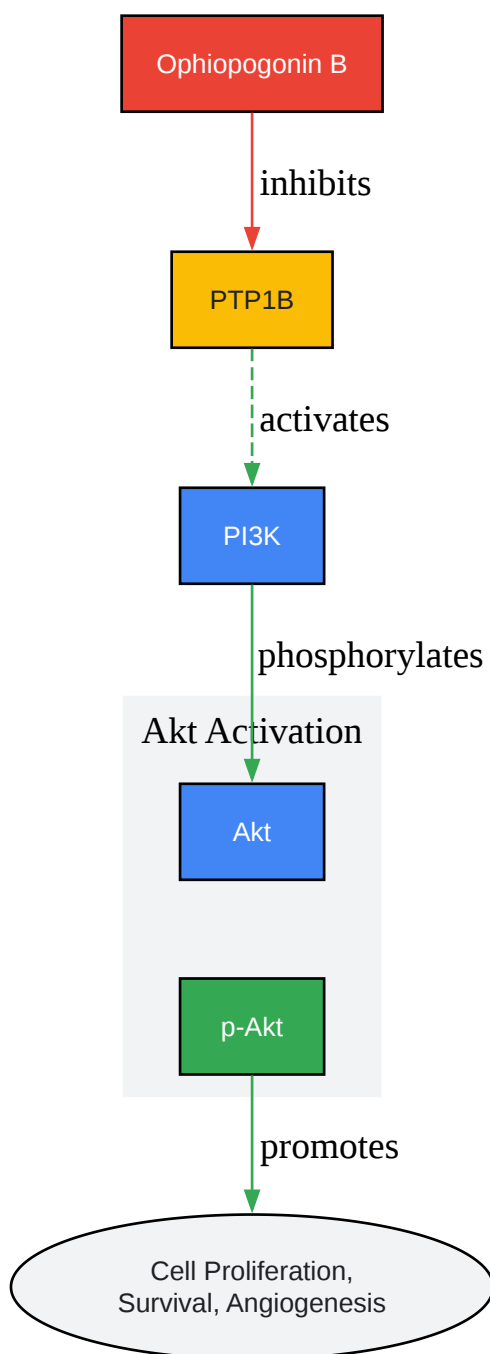 Ophiopogonin B
inhibits
PTP1B
activates
PI3K
phosphorylates
Akt Activation
Akt
p-Akt
promotes
Cell Proliferation,
Survival, Angiogenesis